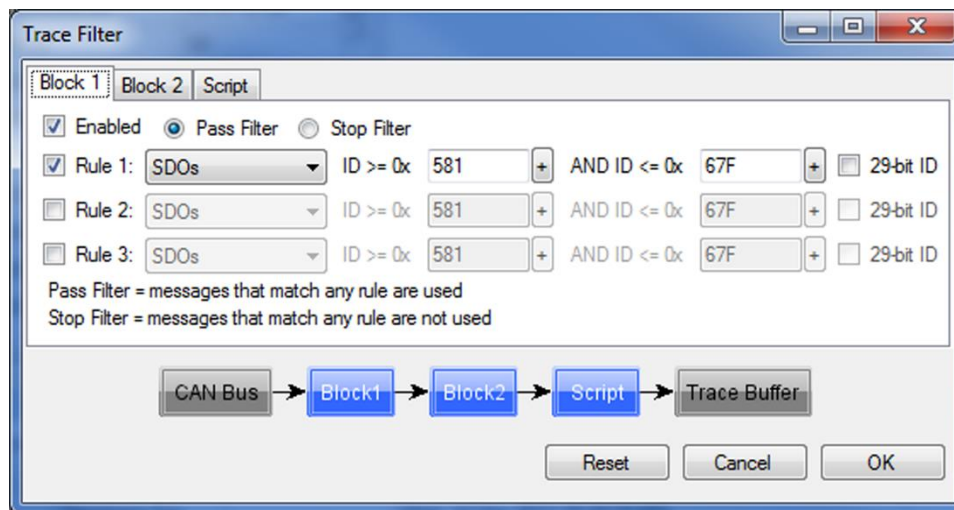 Trace Filter
Block 1 Block 2 Script
Enabled Pass Filter Stop Filter
Rule 1: SDOs ID >= 0x 581 + AND ID <= 0x 67F + 29-bit ID
Rule 2: SDOs ID >= 0x 581 + AND ID <= 0x 67F + 29-bit ID
Rule 3: SDOs ID >= 0x 581 + AND ID <= 0x 67F + 29-bit ID
Pass Filter = messages that match any rule are used
Stop Filter = messages that match any rule are not used
CAN Bus Block1 Block2 Script Trace Buffer
Reset Cancel OK